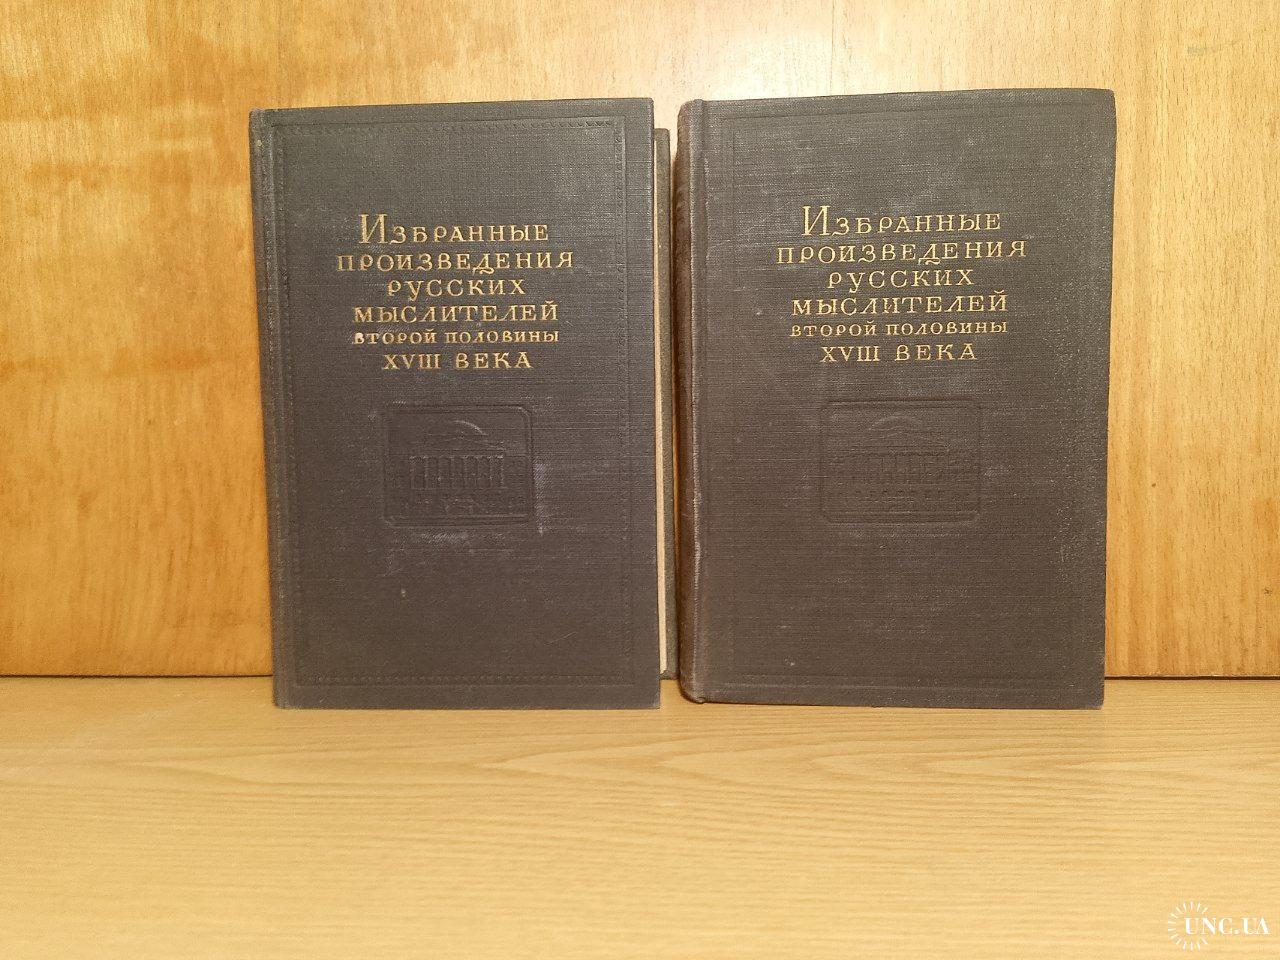 Избранные
произведения
русских
мыслителей
второй половины
XVIII века
Избранные
произведения
русских
мыслителей
второй половины
XVIII века
UNC.UA